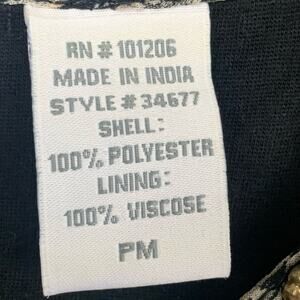 RN # 101206
MADE IN INDIA
STYLE # 34677
SHELL:
100% POLYESTER
LINING:
100% VISCOSE
PM